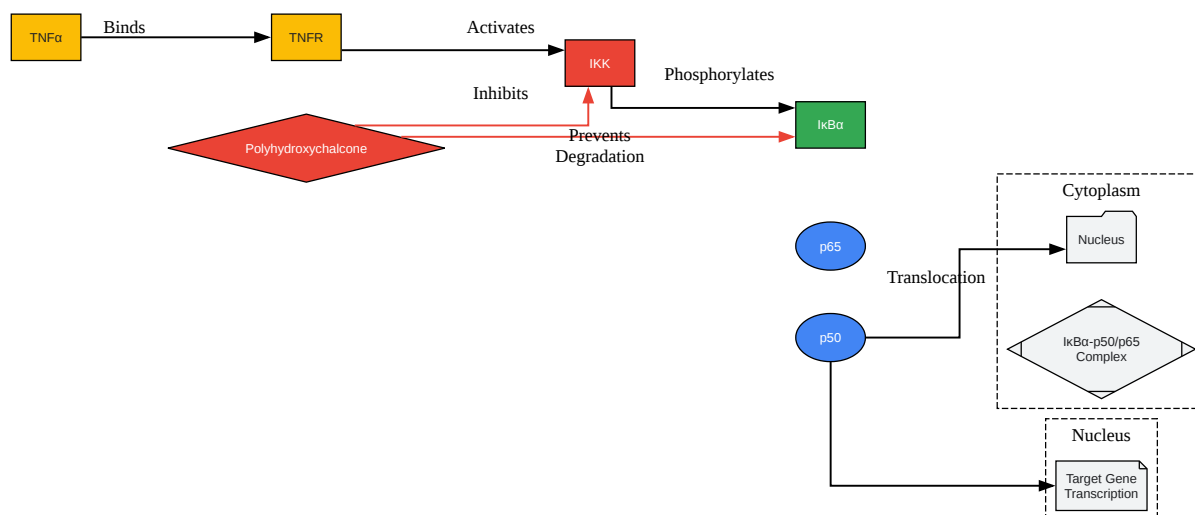 TNFα
Binds
TNFR
Activates
IKK
Phosphorylates
Inhibits
IκBα
Polyhydroxychalcone
Prevents
Degradation
Cytoplasm
Nucleus
p65
Translocation
p50
IκBα-p50/p65
Complex
Nucleus
Target Gene
Transcription